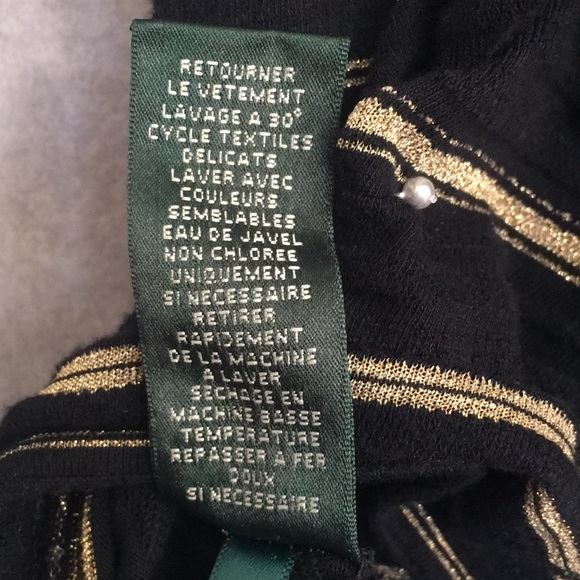 RETOURNER
LE VETEMENT
LAVAGE A 30°
CYCLE TEXTILES
DELICATS
LAVER AVEC
COULEURS
SEMBLABLES
EAU DE JAVEL
NON CHLOREE
UNIQUEMENT
SI NECESSAIRE
RETIRER
RAPIDEMENT
DE LA MACHINE
A LAVER
SECHAGE EN
MACHINE BASSE
TEMPERATURE
REPASSER A FER
DOUX
SI NECESSAIRE